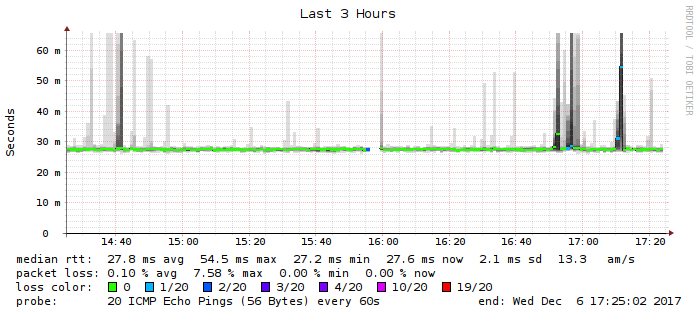 Last 3 Hours
RRDTOOL / TOBI OETIKER
Seconds
60 m
50 m
40 m
30 m
20 m
10 m
0
14:40 15:00 15:20 15:40 16:00 16:20 16:40 17:00 17:20
median rtt: 27.8 ms avg 54.5 ms max 27.2 ms min 27.6 ms now 2.1 ms sd 13.3 am/s
packet loss: 0.10 % avg 7.58 % max 0.00 % min 0.00 % now
loss color: 0 1/20 2/20 3/20 4/20 10/20 19/20
probe: 20 ICMP Echo Pings (56 Bytes) every 60s end: Wed Dec 6 17:25:02 2017